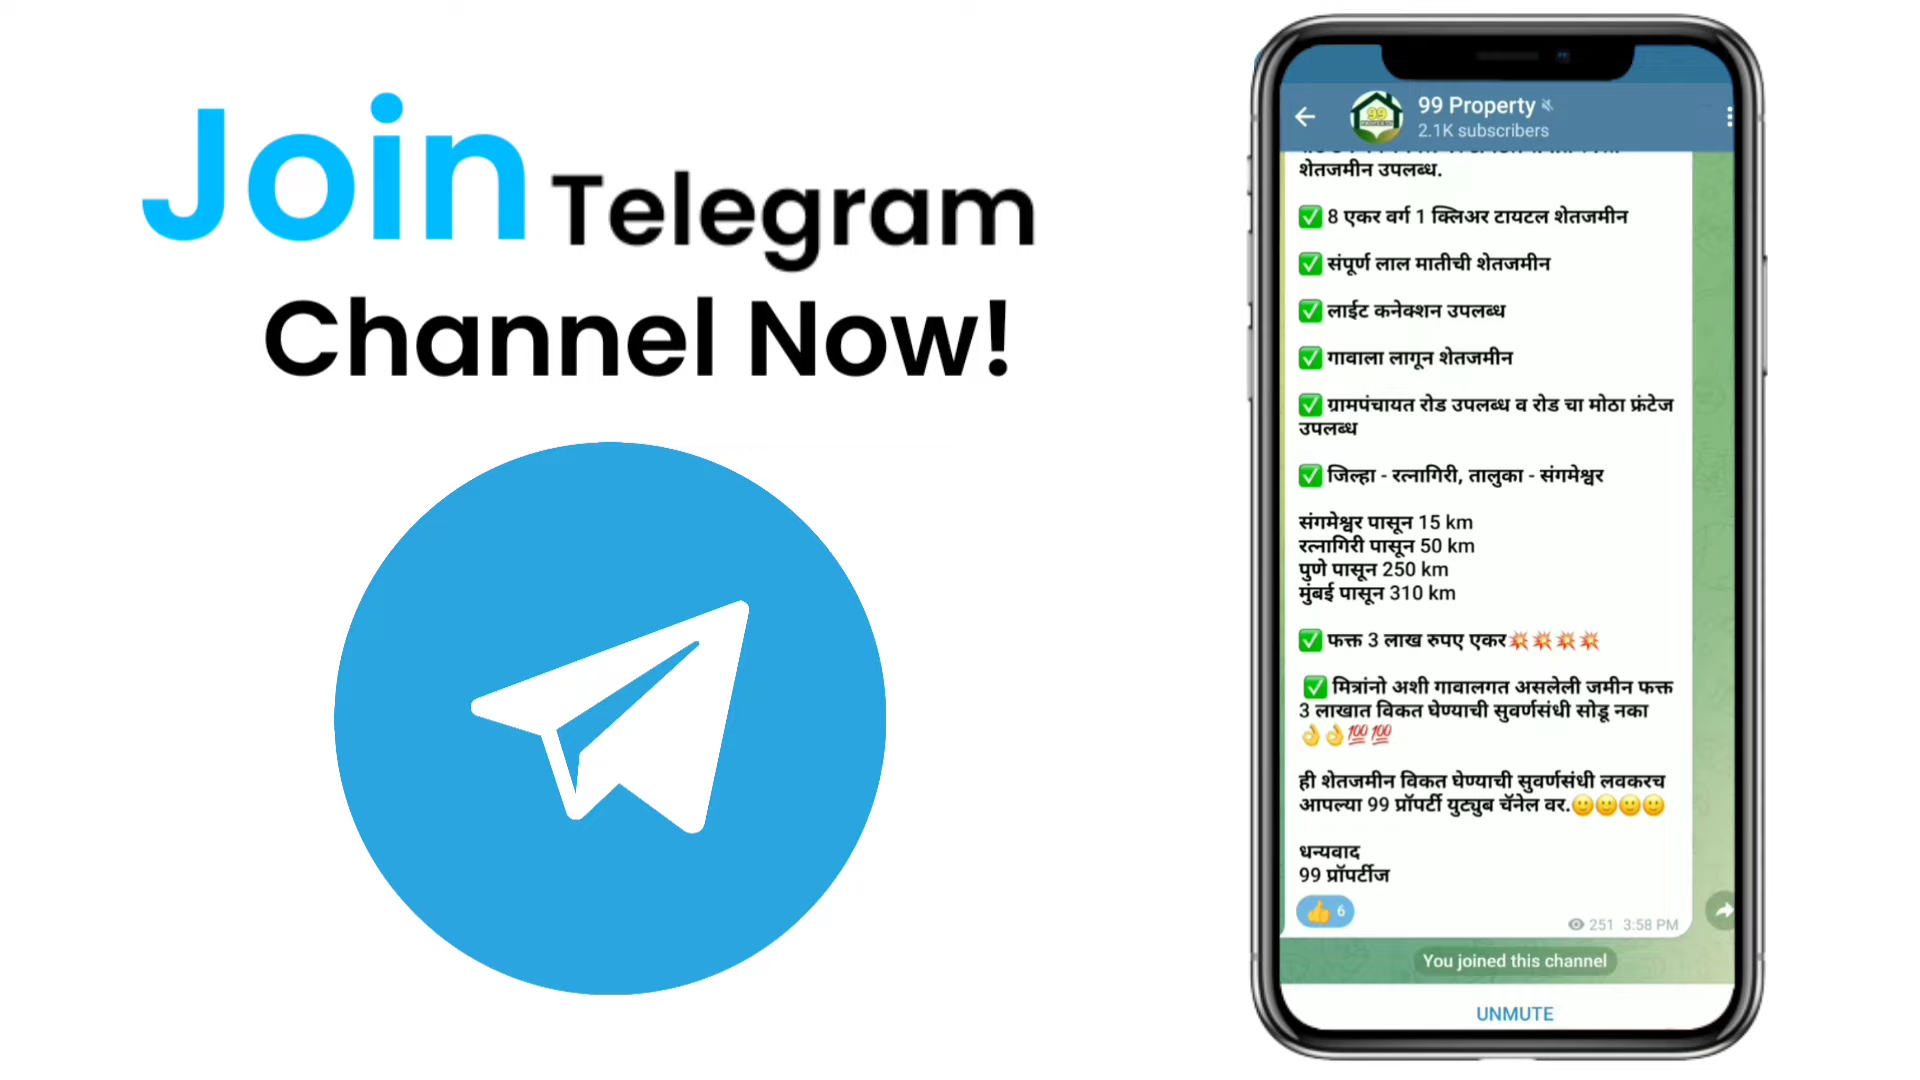 Join Telegram
Channel Now!
99 Property
2.1K subscribers
शेतजमीन उपलब्ध.
✅ 8 एकर वर्ग 1 क्लिअर टायटल शेतजमीन
✅ संपूर्ण लाल मातीची शेतजमीन
✅ लाईट कनेक्शन उपलब्ध
✅ गावाला लागून शेतजमीन
✅ ग्रामपंचायत रोड उपलब्ध व रोड चा मोठा फ्रंटेज
उपलब्ध
✅ जिल्हा - रत्नागिरी, तालुका - संगमेश्वर
संगमेश्वर पासून 15 km
रत्नागिरी पासून 50 km
पुणे पासून 250 km
मुंबई पासून 310 km
✅ फक्त 3 लाख रुपए एकर💥💥💥💥
✅ मित्रांनो अशी गावालगत असलेली जमीन फक्त
3 लाखात विकत घेण्याची सुवर्णसंधी सोडू नका
👌👌💯💯
ही शेतजमीन विकत घेण्याची सुवर्णसंधी लवकरच
आपल्या 99 प्रॉपर्टी युट्युब चॅनेल वर.🙂🙂🙂🙂
धन्यवाद
99 प्रॉपर्टीज
👍 6
251 3:58 PM
You joined this channel
UNMUTE